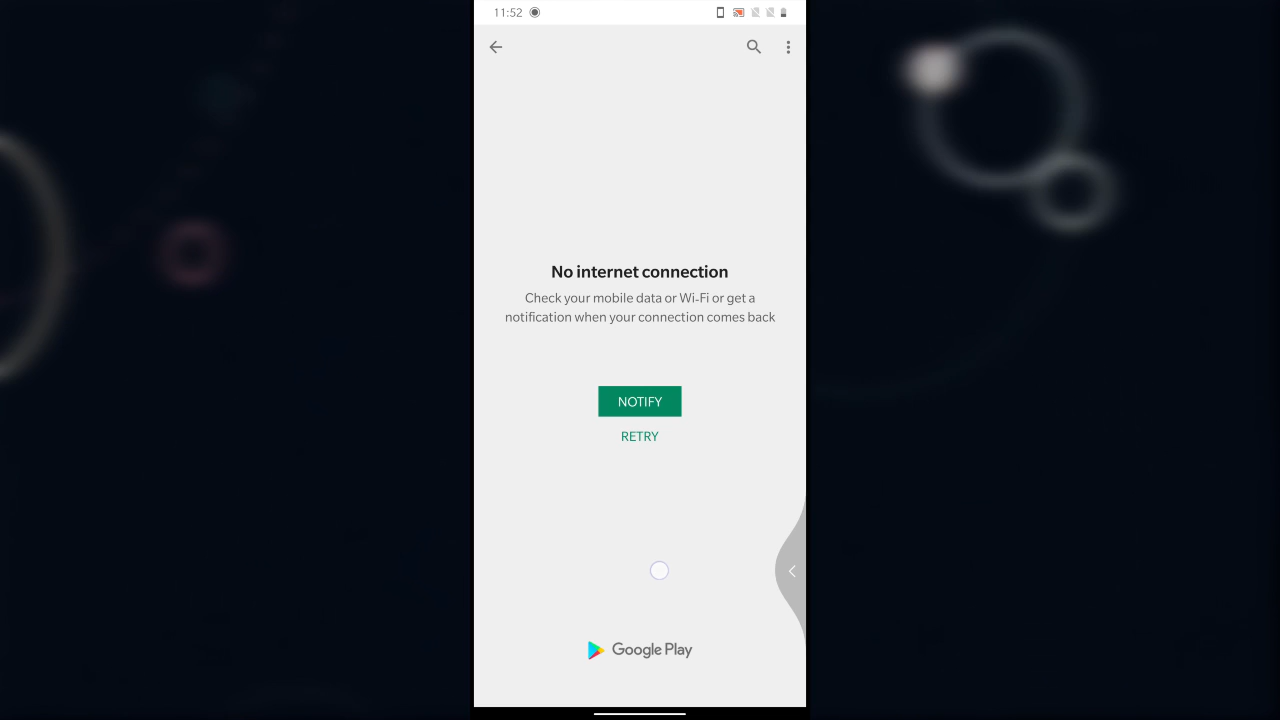 11:52
No internet connection
Check your mobile data or Wi-Fi or get a
notification when your connection comes back
NOTIFY
RETRY
Google Play